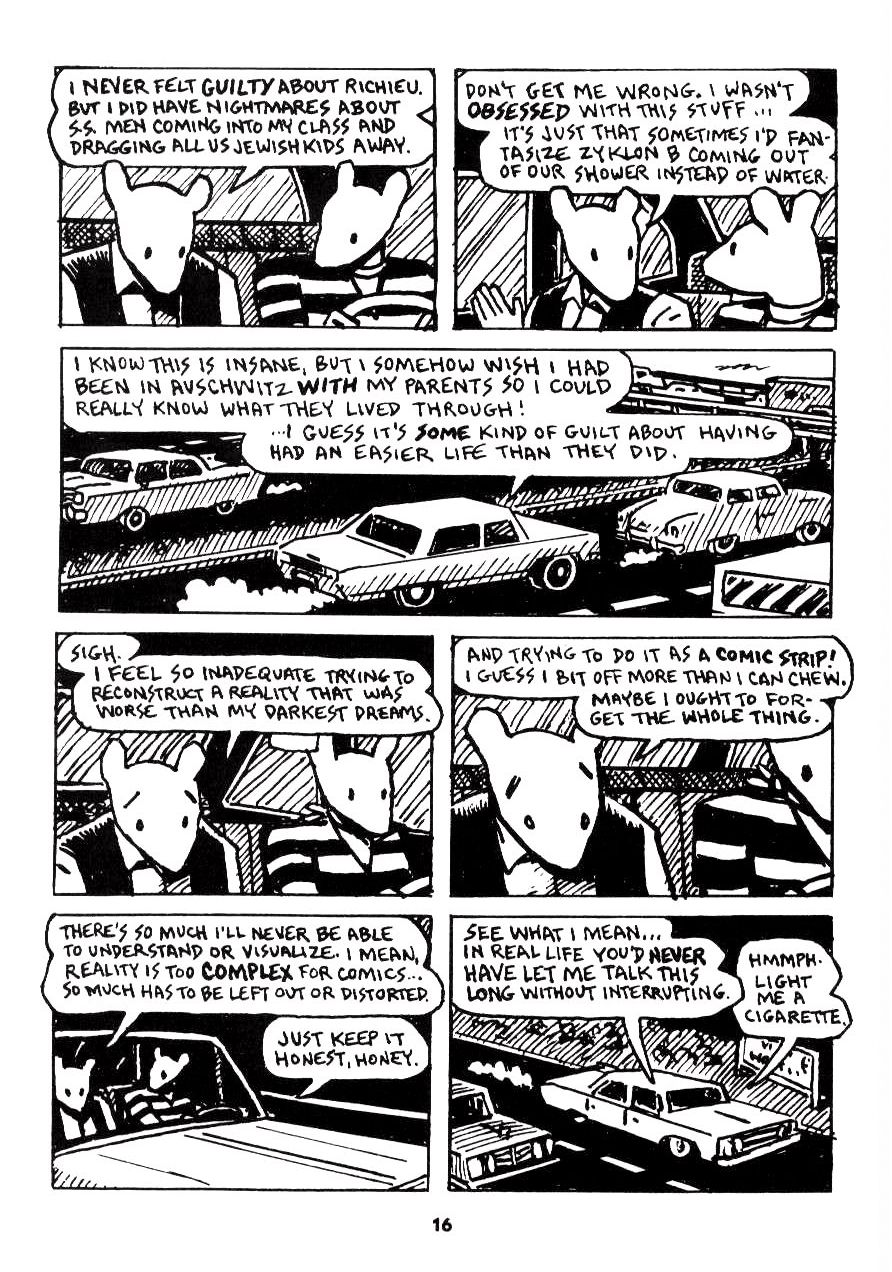 I NEVER FELT GUILTY ABOUT RICHIEU.
BUT I DID HAVE NIGHTMARES ABOUT
S.S. MEN COMING INTO MY CLASS AND
DRAGGING ALL US JEWISH KIDS AWAY.
DON'T GET ME WRONG. I WASN'T
OBSESSED WITH THIS STUFF...
IT'S JUST THAT SOMETIMES I'D FAN-
TASIZE ZYKLON B COMING OUT
OF OUR SHOWER INSTEAD OF WATER.
I KNOW THIS IS INSANE, BUT I SOMEHOW WISH I HAD
BEEN IN AUSCHWITZ WITH MY PARENTS SO I COULD
REALLY KNOW WHAT THEY LIVED THROUGH!
...I GUESS IT'S SOME KIND OF GUILT ABOUT HAVING
HAD AN EASIER LIFE THAN THEY DID.
SIGH.
I FEEL SO INADEQUATE TRYING TO
RECONSTRUCT A REALITY THAT WAS
WORSE THAN MY DARKEST DREAMS.
AND TRYING TO DO IT AS A COMIC STRIP!
I GUESS I BIT OFF MORE THAN I CAN CHEW.
MAYBE I OUGHT TO FOR-
GET THE WHOLE THING.
THERE'S SO MUCH I'LL NEVER BE ABLE
TO UNDERSTAND OR VISUALIZE. I MEAN,
REALITY IS TOO COMPLEX FOR COMICS...
SO MUCH HAS TO BE LEFT OUT OR DISTORTED.
JUST KEEP IT
HONEST, HONEY.
SEE WHAT I MEAN...
IN REAL LIFE YOU'D NEVER
HAVE LET ME TALK THIS
LONG WITHOUT INTERRUPTING.
HMMPH.
LIGHT
ME A
CIGARETTE.
16